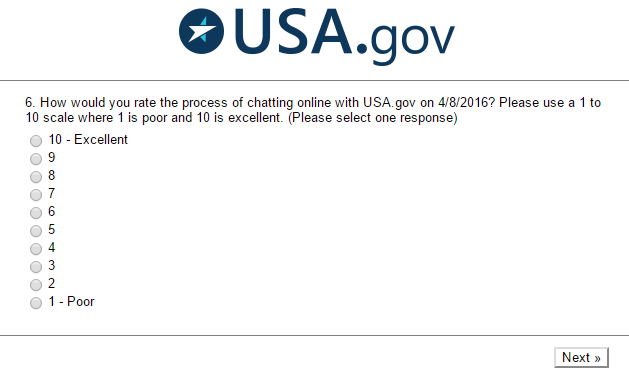 USA.gov
6. How would you rate the process of chatting online with USA.gov on 4/8/2016? Please use a 1 to
10 scale where 1 is poor and 10 is excellent. (Please select one response)
10 - Excellent
9
8
7
6
5
4
3
2
1 - Poor
Next »